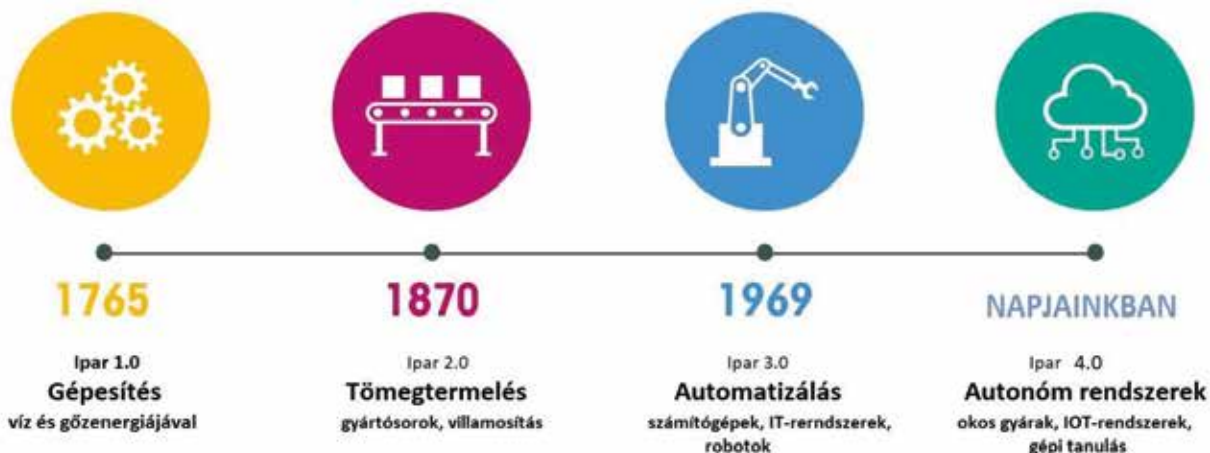 1765
Ipar 1.0
Gépesítés
víz és gőzenergiájával
1870
Ipar 2.0
Tömegtermelés
gyártósorok, villamosítás
1969
Ipar 3.0
Automatizálás
számítógépek, IT-rerndszerek,
robotok
NAPJAINKBAN
Ipar 4.0
Autonóm rendszerek
okos gyárak, IOT-rendszerek,
gépi tanulás